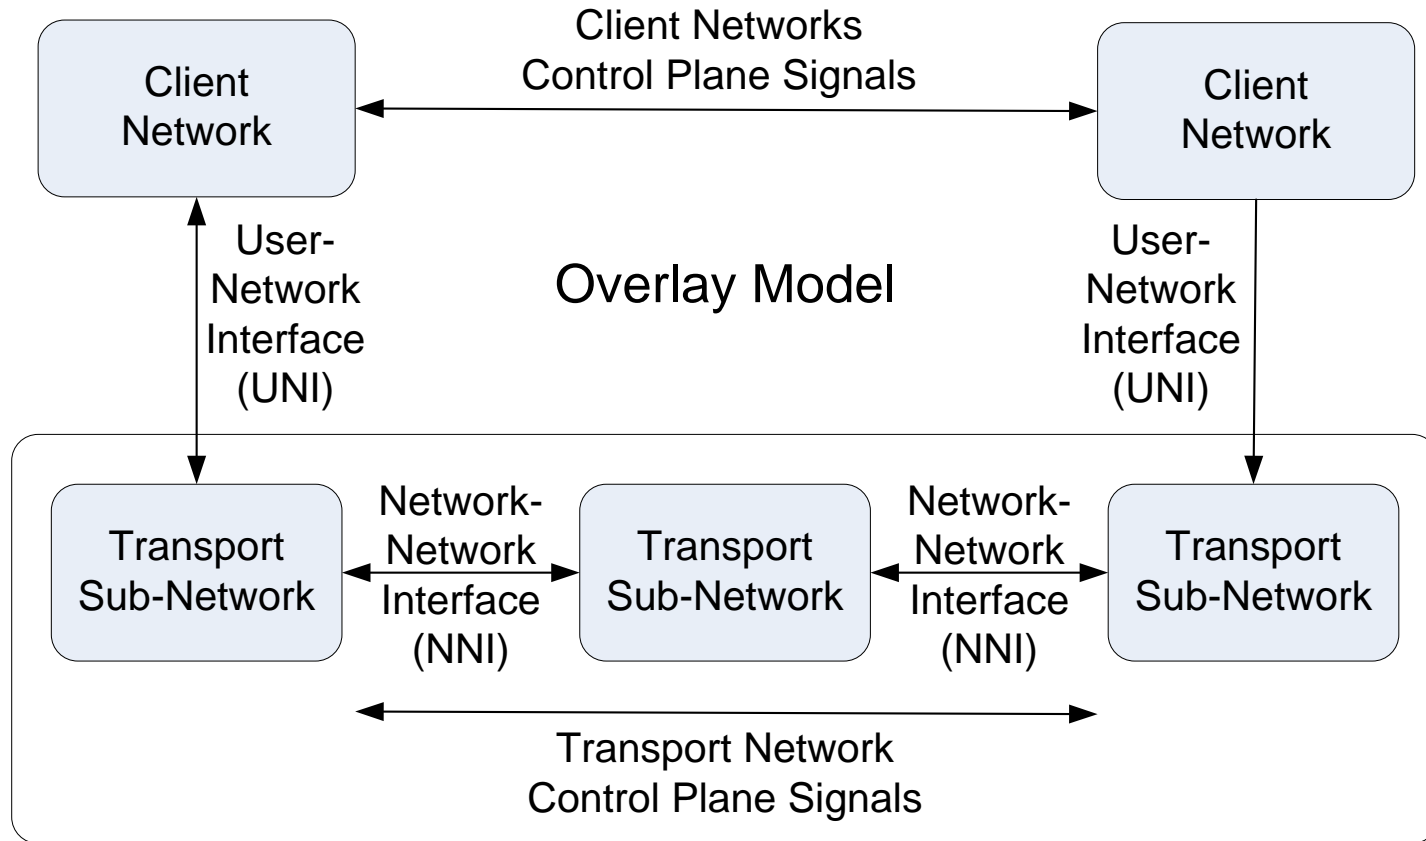 Client Networks
Control Plane Signals
Client
Network
Client
Network
User-
Network
Interface
(UNI)
Overlay Model
User-
Network
Interface
(UNI)
Transport
Sub-Network
Network-
Network
Interface
(NNI)
Transport
Sub-Network
Network-
Network
Interface
(NNI)
Transport
Sub-Network
Transport Network
Control Plane Signals